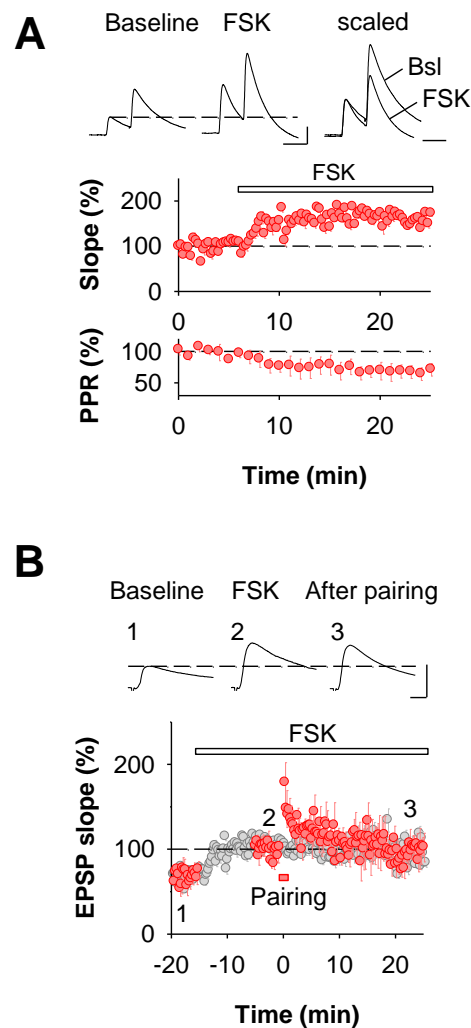 A
Baseline FSK scaled
Bsl
FSK
FSK
Slope (%)
200
100
0
0 10 20
PPR (%)
100
50
0 10 20
Time (min)
B
Baseline FSK After pairing
1 2 3
FSK
EPSP slope (%)
200
100
0
2 3
1
Pairing
-20 -10 0 10 20
Time (min)